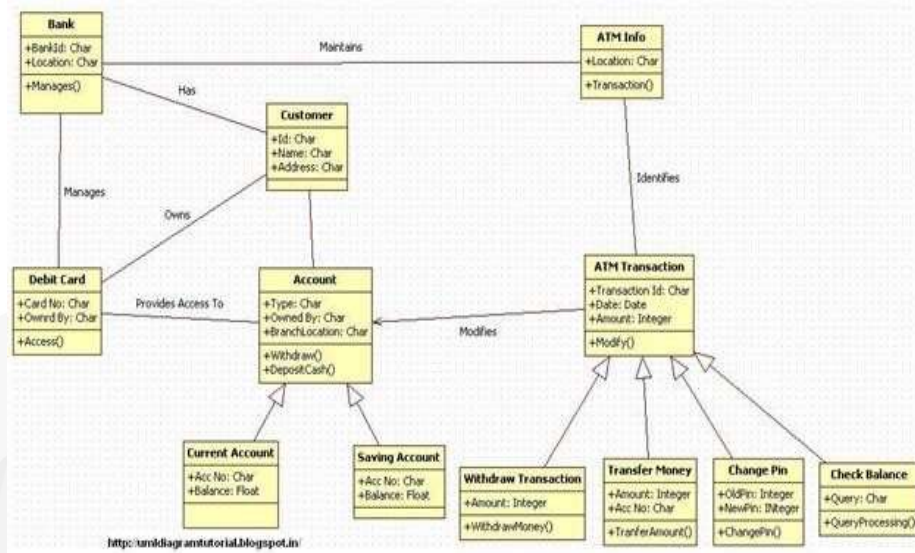 Bank
+BankId: Char
+Location: Char
+Manages()
Maintains
ATM Info
+Location: Char
+Transaction()
Has
Customer
+Id: Char
+Name: Char
+Address: Char
Manages
Owns
Identifies
Debit Card
+Card No: Char
+Ownrd By: Char
+Access()
Provides Access To
Account
+Type: Char
+Owned By: Char
+BranchLocation: Char
+Withdraw()
+DepositCash()
Modifies
ATM Transaction
+Transaction Id: Char
+Date: Date
+Amount: Integer
+Modify()
Current Account
+Acc No: Char
+Balance: Float
Saving Account
+Acc No: Char
+Balance: Float
Withdraw Transaction
+Amount: Integer
+WithdrawMoney()
Transfer Money
+Amount: Integer
+Acc No: Char
+TranferAmount()
Change Pin
+OldPin: Integer
+NewPin: INteger
+ChangePin()
Check Balance
+Query: Char
+QueryProcessing()
http://umldiagramtutorial.blogspot.in/